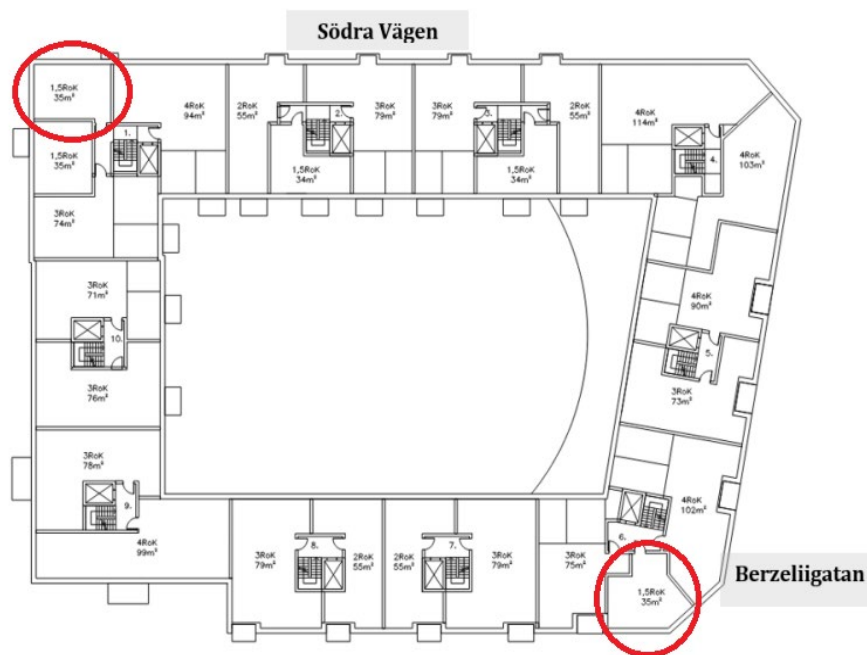 Södra Vägen
1,5RoK
35m²
4RoK
94m²
2RoK
55m²
3RoK
79m²
3RoK
79m²
2RoK
55m²
4RoK
114m²
1.
2.
3.
4.
1,5RoK
35m²
1,5RoK
34m²
1,5RoK
34m²
4RoK
103m²
3RoK
74m²
3RoK
71m²
4RoK
90m²
10.
5.
3RoK
76m²
3RoK
73m²
3RoK
78m²
9.
4RoK
102m²
4RoK
99m²
8.
7.
6.
3RoK
79m²
2RoK
55m²
2RoK
55m²
3RoK
79m²
3RoK
75m²
1,5RoK
35m²
Berzeliigatan